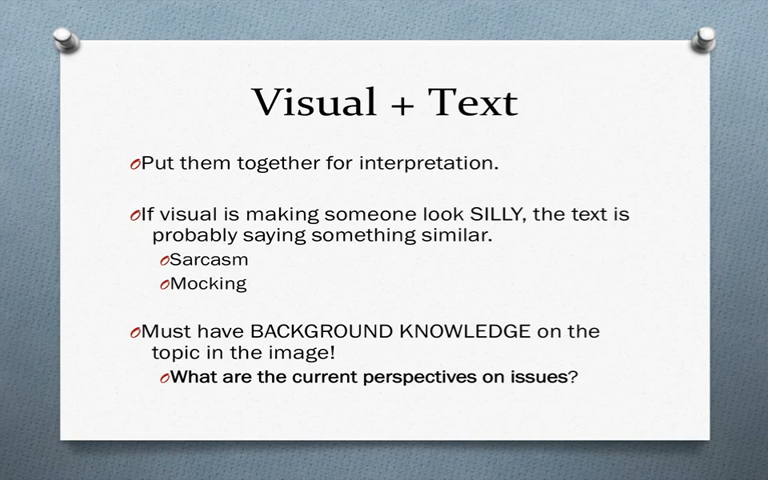 Visual + Text
Put them together for interpretation.
If visual is making someone look SILLY, the text is
probably saying something similar.
Sarcasm
Mocking
Must have BACKGROUND KNOWLEDGE on the
topic in the image!
What are the current perspectives on issues?